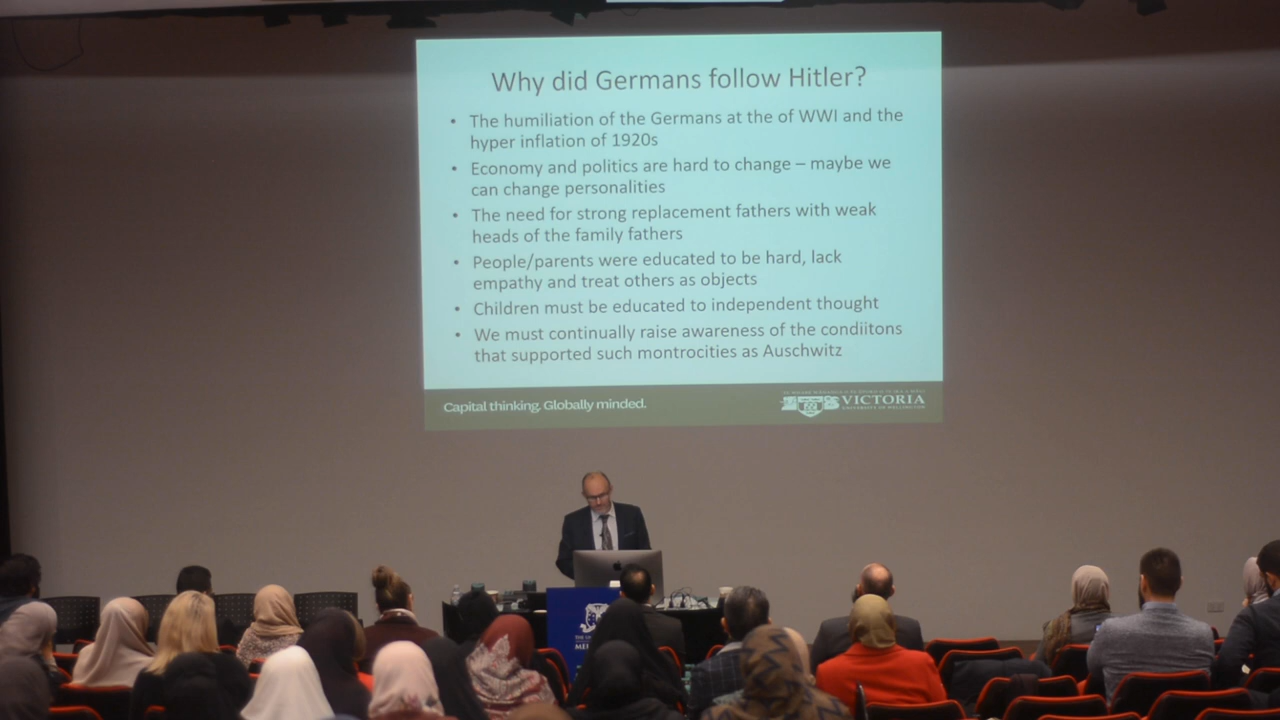 Why did Germans follow Hitler?
• The humiliation of the Germans at the of WWI and the
hyper inflation of 1920s
• Economy and politics are hard to change – maybe we
can change personalities
• The need for strong replacement fathers with weak
heads of the family fathers
• People/parents were educated to be hard, lack
empathy and treat others as objects
• Children must be educated to independent thought
• We must continually raise awareness of the condiitons
that supported such montrocities as Auschwitz
Capital thinking. Globally minded.
VICTORIA
UNIVERSITY OF WELLINGTON